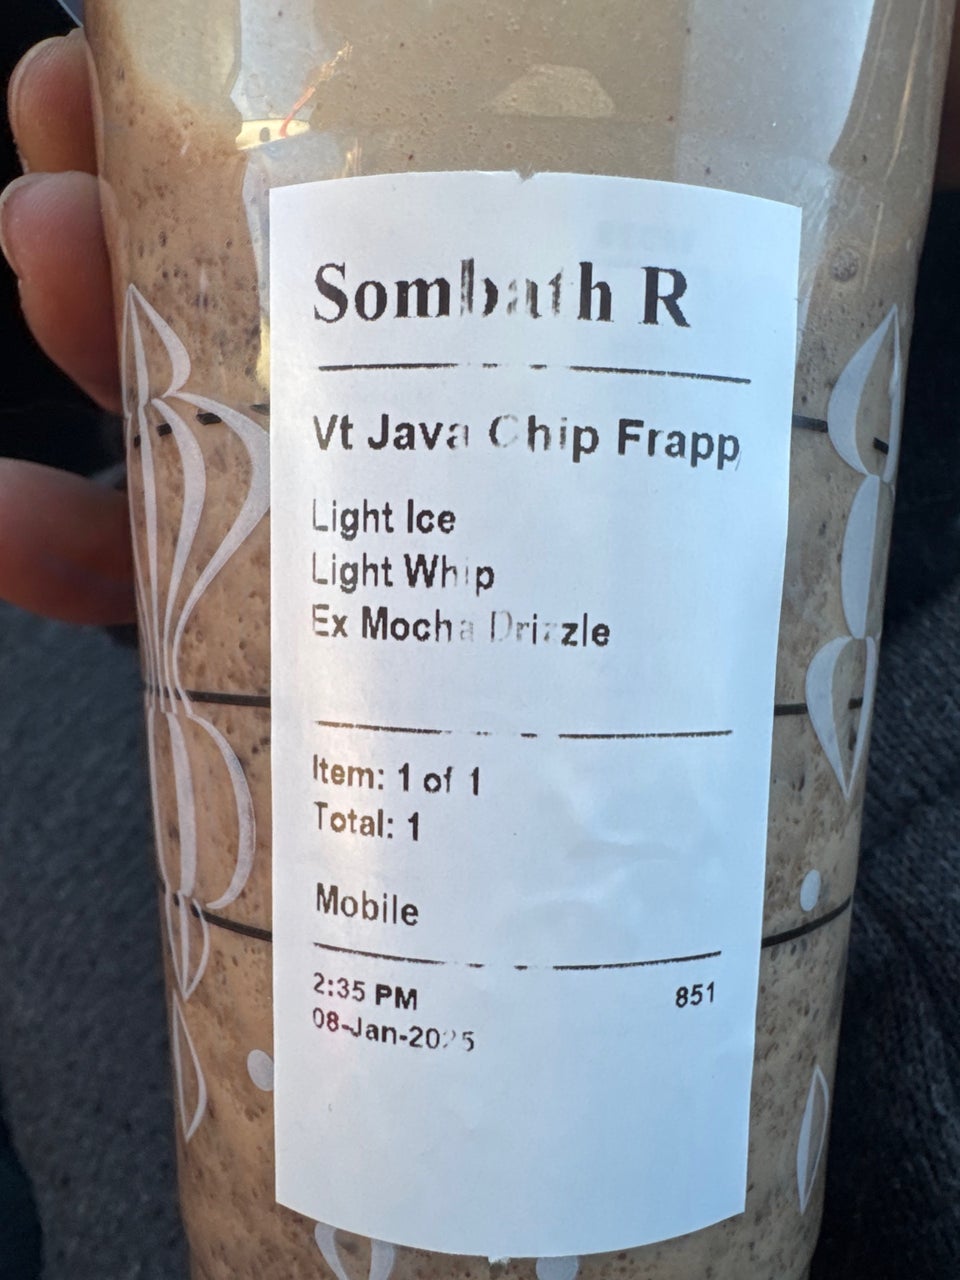 Sombath R
Vt Java Chip Frapp
Light Ice
Light Whip
Ex Mocha Drizzle
Item: 1 of 1
Total: 1
Mobile
2:35 PM 851
08-Jan-2025